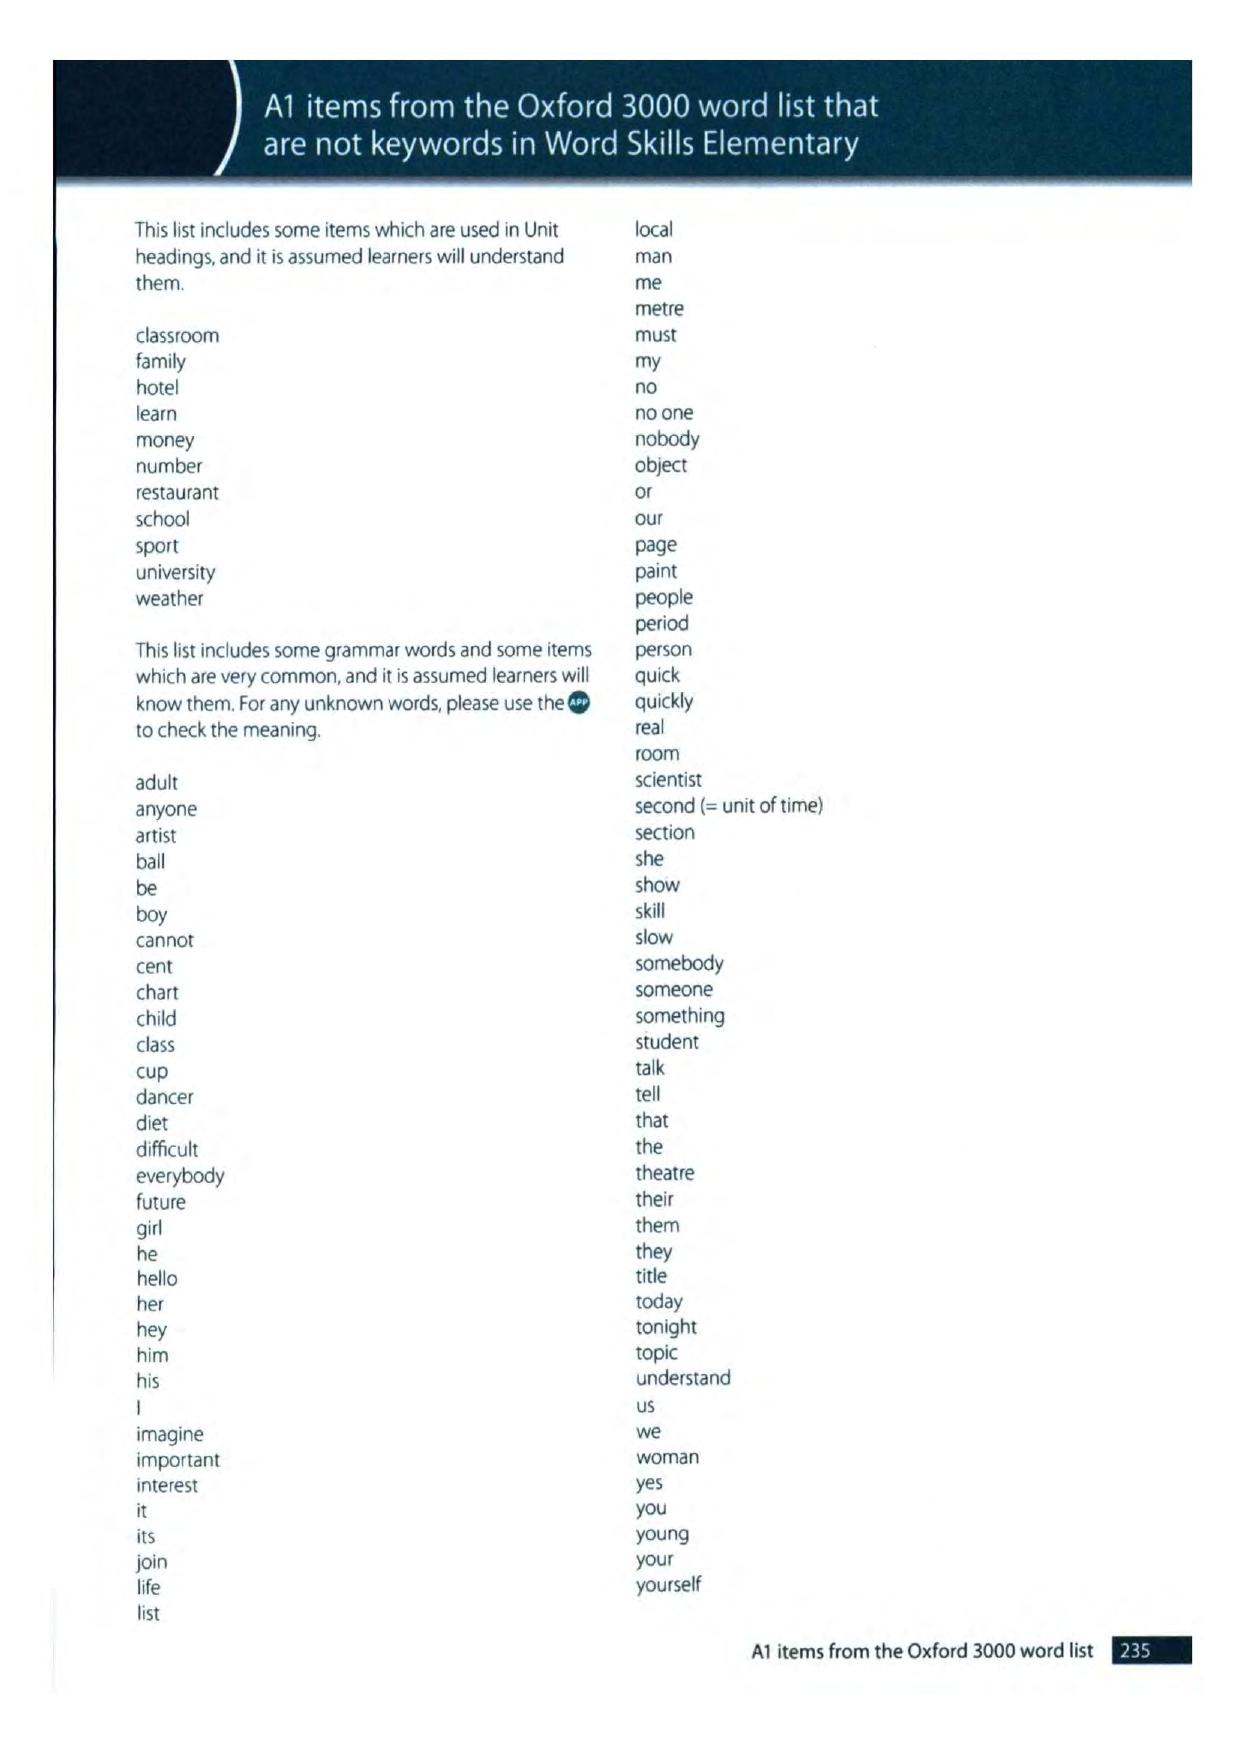 A1 items from the Oxford 3000 word list that
are not keywords in Word Skills Elementary
This list includes some items which are used in Unit
headings, and it is assumed learners will understand
them.
classroom
family
hotel
learn
money
number
restaurant
school
sport
university
weather
This list includes some grammar words and some items
which are very common, and it is assumed learners will
know them. For any unknown words, please use the APP
to check the meaning.
adult
anyone
artist
ball
be
boy
cannot
cent
chart
child
class
cup
dancer
diet
difficult
everybody
future
girl
he
hello
her
hey
him
his
I
imagine
important
interest
it
its
join
life
list
local
man
me
metre
must
my
no
no one
nobody
object
or
our
page
paint
people
period
person
quick
quickly
real
room
scientist
second (= unit of time)
section
she
show
skill
slow
somebody
someone
something
student
talk
tell
that
the
theatre
their
them
they
title
today
tonight
topic
understand
us
we
woman
yes
you
young
your
yourself
A1 items from the Oxford 3000 word list 235